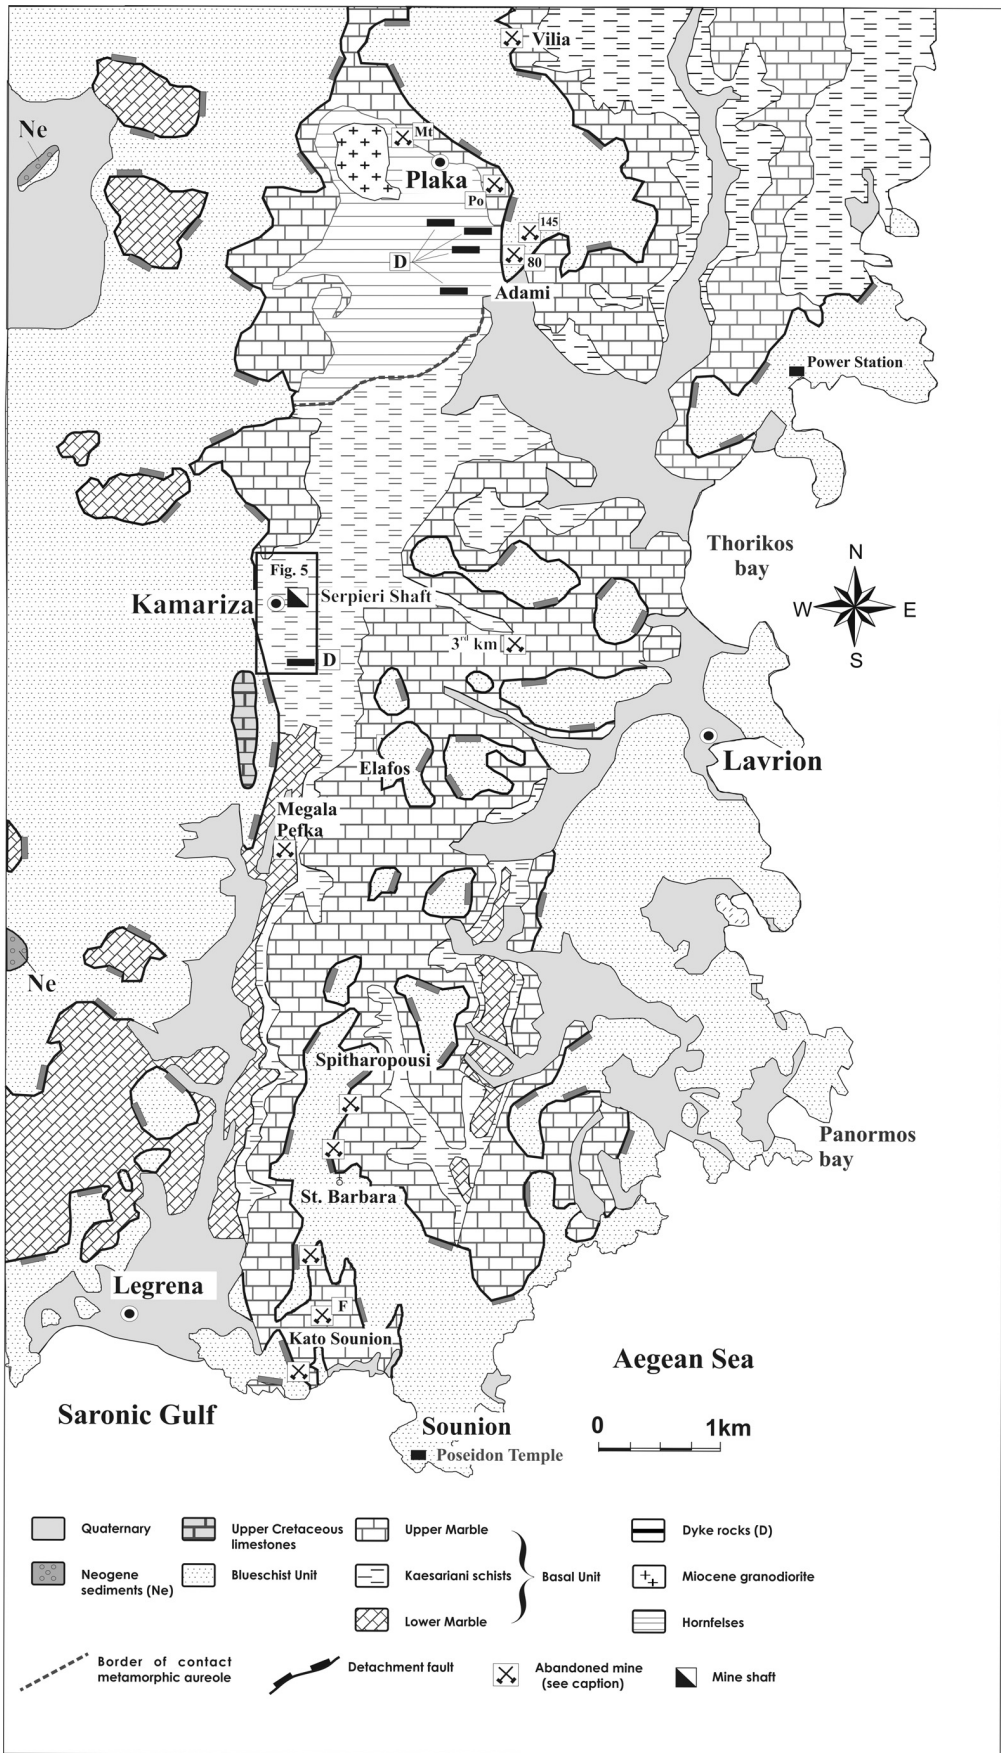 Vilia
Ne
Mt
Plaka
Po
145
D
80
Adami
Power Station
Thorikos
bay
N
W E
S
Fig. 5
Kamariza
Serpieri Shaft
3rd km
D
Lavrion
Elafos
Megala
Pefka
Ne
Spitharopousi
Panormos
bay
St. Barbara
Legrena
F
Kato Sounion
Aegean Sea
Saronic Gulf
Sounion
0 1km
Poseidon Temple
Quaternary
Upper Cretaceous
limestones
Upper Marble
Dyke rocks (D)
Neogene
sediments (Ne)
Blueschist Unit
Kaesariani schists
Basal Unit
Miocene granodiorite
Lower Marble
Hornfelses
Border of contact
metamorphic aureole
Detachment fault
Abandoned mine
(see caption)
Mine shaft